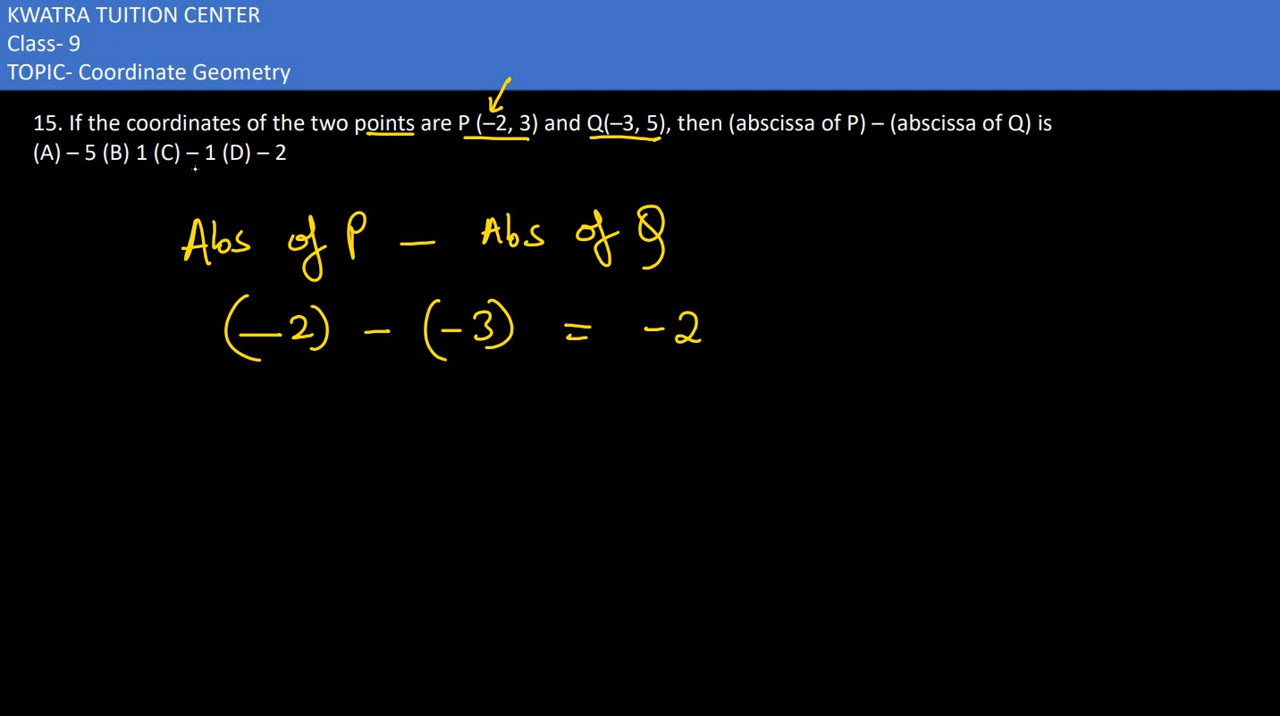 KWATRA TUITION CENTER
Class- 9
TOPIC- Coordinate Geometry
15. If the coordinates of the two points are P (–2, 3) and Q(–3, 5), then (abscissa of P) – (abscissa of Q) is
(A) – 5 (B) 1 (C) – 1 (D) – 2
Abs of P – Abs of Q
(–2) – (–3) = -2